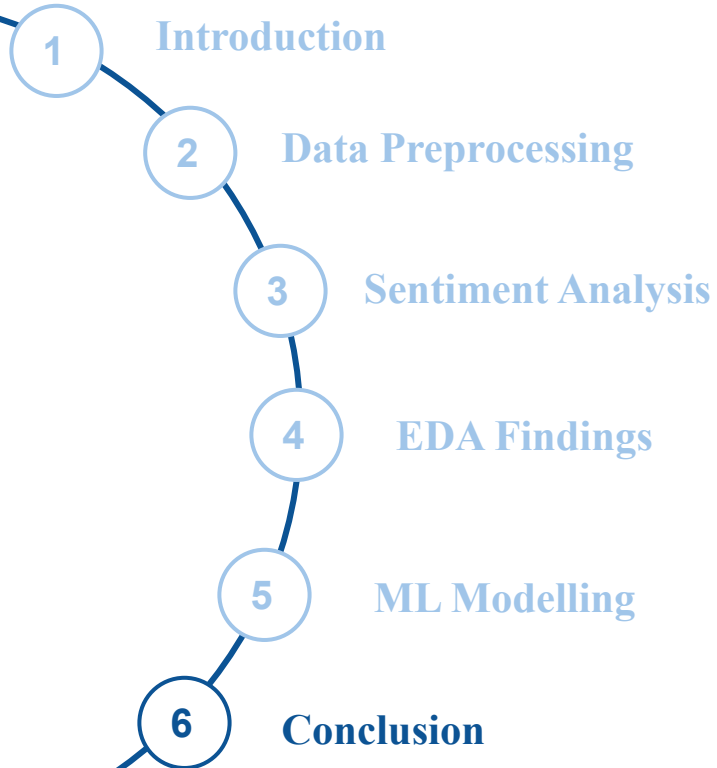 1 Introduction
2 Data Preprocessing
3 Sentiment Analysis
4 EDA Findings
5 ML Modelling
6 Conclusion